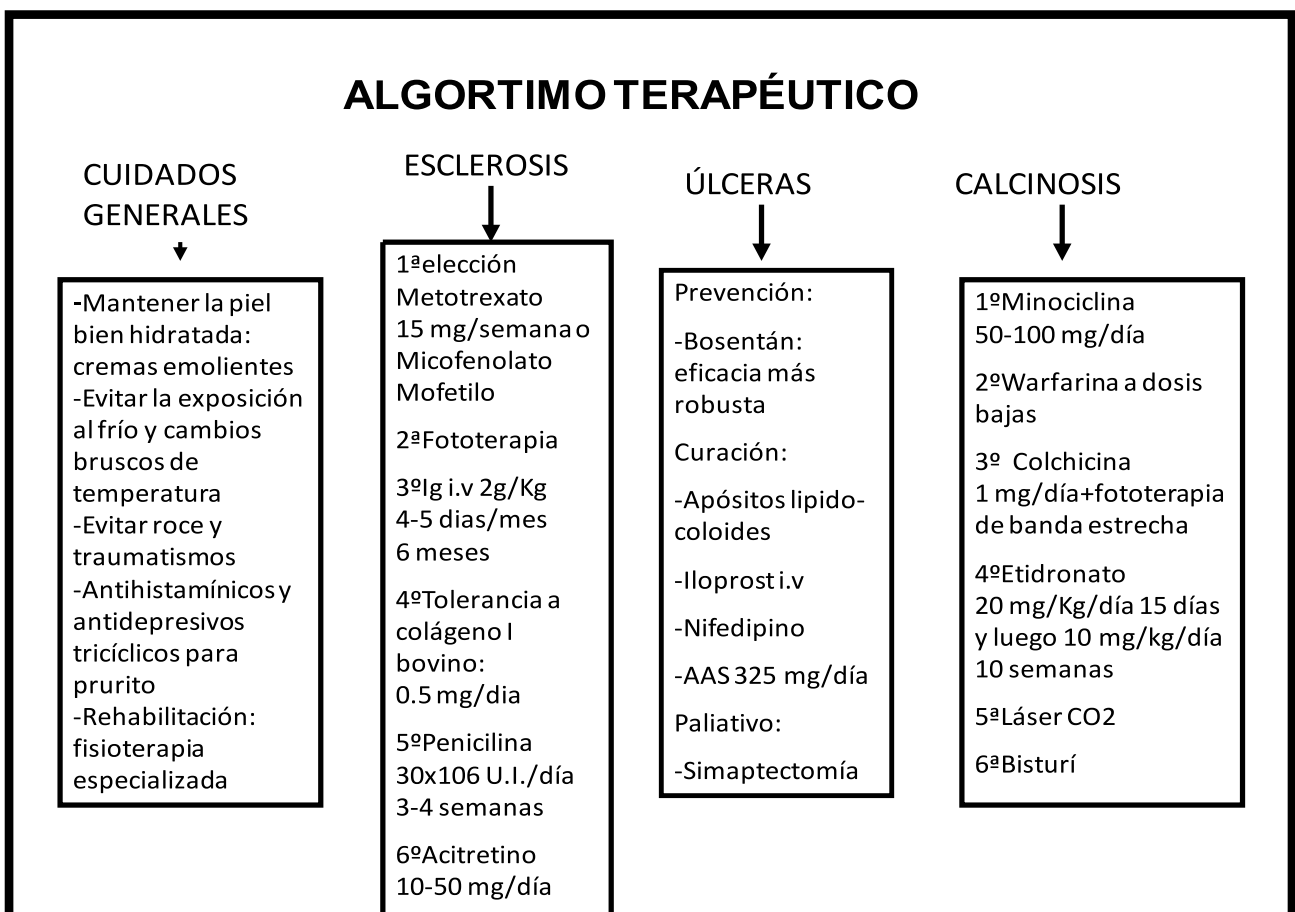 ALGORTIMO TERAPÉUTICO
CUIDADOS
GENERALES
-Mantener la piel
bien hidratada:
cremas emolientes
-Evitar la exposición
al frío y cambios
bruscos de
temperatura
-Evitar roce y
traumatismos
-Antihistamínicos y
antidepresivos
tricíclicos para
prurito
-Rehabilitación:
fisioterapia
especializada
ESCLEROSIS
1ªelección
Metotrexato
15 mg/semana o
Micofenolato
Mofetilo
2ªFototerapia
3ºIg i.v 2g/Kg
4-5 dias/mes
6 meses
4ºTolerancia a
colágeno I
bovino:
0.5 mg/dia
5ºPenicilina
30x106 U.I./día
3-4 semanas
6ºAcitretino
10-50 mg/día
ÚLCERAS
Prevención:
-Bosentán:
eficacia más
robusta
Curación:
-Apósitos lipido-
coloides
-Iloprost i.v
-Nifedipino
-AAS 325 mg/día
Paliativo:
-Simaptectomía
CALCINOSIS
1ºMinociclina
50-100 mg/día
2ºWarfarina a dosis
bajas
3º Colchicina
1 mg/día+fototerapia
de banda estrecha
4ºEtidronato
20 mg/Kg/día 15 días
y luego 10 mg/kg/día
10 semanas
5ªLáser CO2
6ªBisturí